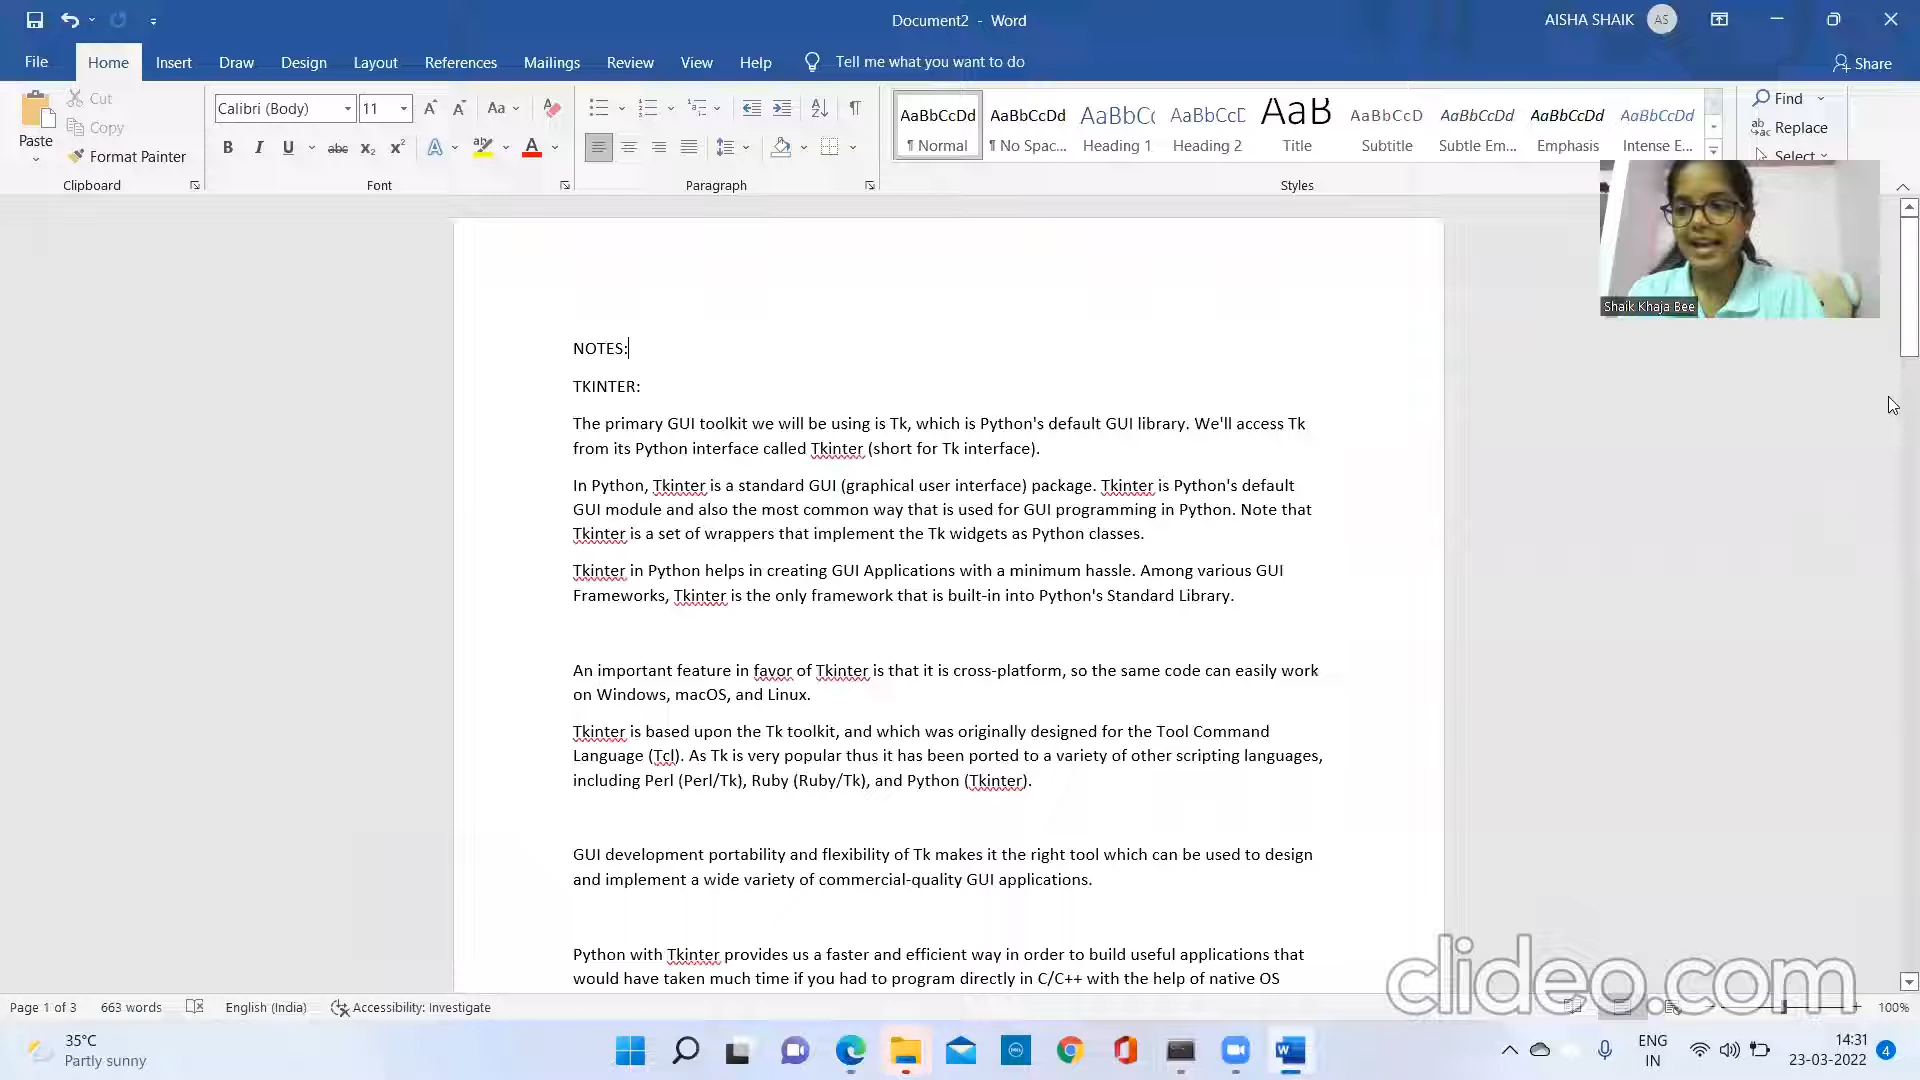 Document2 - Word
AISHA SHAIK
AS
File
Home
Insert
Draw
Design
Layout
References
Mailings
Review
View
Help
Tell me what you want to do
Share
Paste
Cut
Copy
Format Painter
Clipboard
Calibri (Body)
11
Font
Paragraph
AaBbCcDd
¶ Normal
AaBbCcDd
¶ No Spac...
AaBbC(
Heading 1
AaBbCcC
Heading 2
AaB
Title
AaBbCcD
Subtitle
AaBbCcDd
Subtle Em...
AaBbCcDd
Emphasis
AaBbCcDd
Intense E...
Styles
Find
Replace
Select
Shaik Khaja Bee
NOTES:
TKINTER:
The primary GUI toolkit we will be using is Tk, which is Python's default GUI library. We'll access Tk
from its Python interface called Tkinter (short for Tk interface).
In Python, Tkinter is a standard GUI (graphical user interface) package. Tkinter is Python's default
GUI module and also the most common way that is used for GUI programming in Python. Note that
Tkinter is a set of wrappers that implement the Tk widgets as Python classes.
Tkinter in Python helps in creating GUI Applications with a minimum hassle. Among various GUI
Frameworks, Tkinter is the only framework that is built-in into Python's Standard Library.
An important feature in favor of Tkinter is that it is cross-platform, so the same code can easily work
on Windows, macOS, and Linux.
Tkinter is based upon the Tk toolkit, and which was originally designed for the Tool Command
Language (Tcl). As Tk is very popular thus it has been ported to a variety of other scripting languages,
including Perl (Perl/Tk), Ruby (Ruby/Tk), and Python (Tkinter).
GUI development portability and flexibility of Tk makes it the right tool which can be used to design
and implement a wide variety of commercial-quality GUI applications.
Python with Tkinter provides us a faster and efficient way in order to build useful applications that
would have taken much time if you had to program directly in C/C++ with the help of native OS
clideo.com
Page 1 of 3
663 words
English (India)
Accessibility: Investigate
100%
35°C
Partly sunny
ENG
IN
14:31
23-03-2022
4